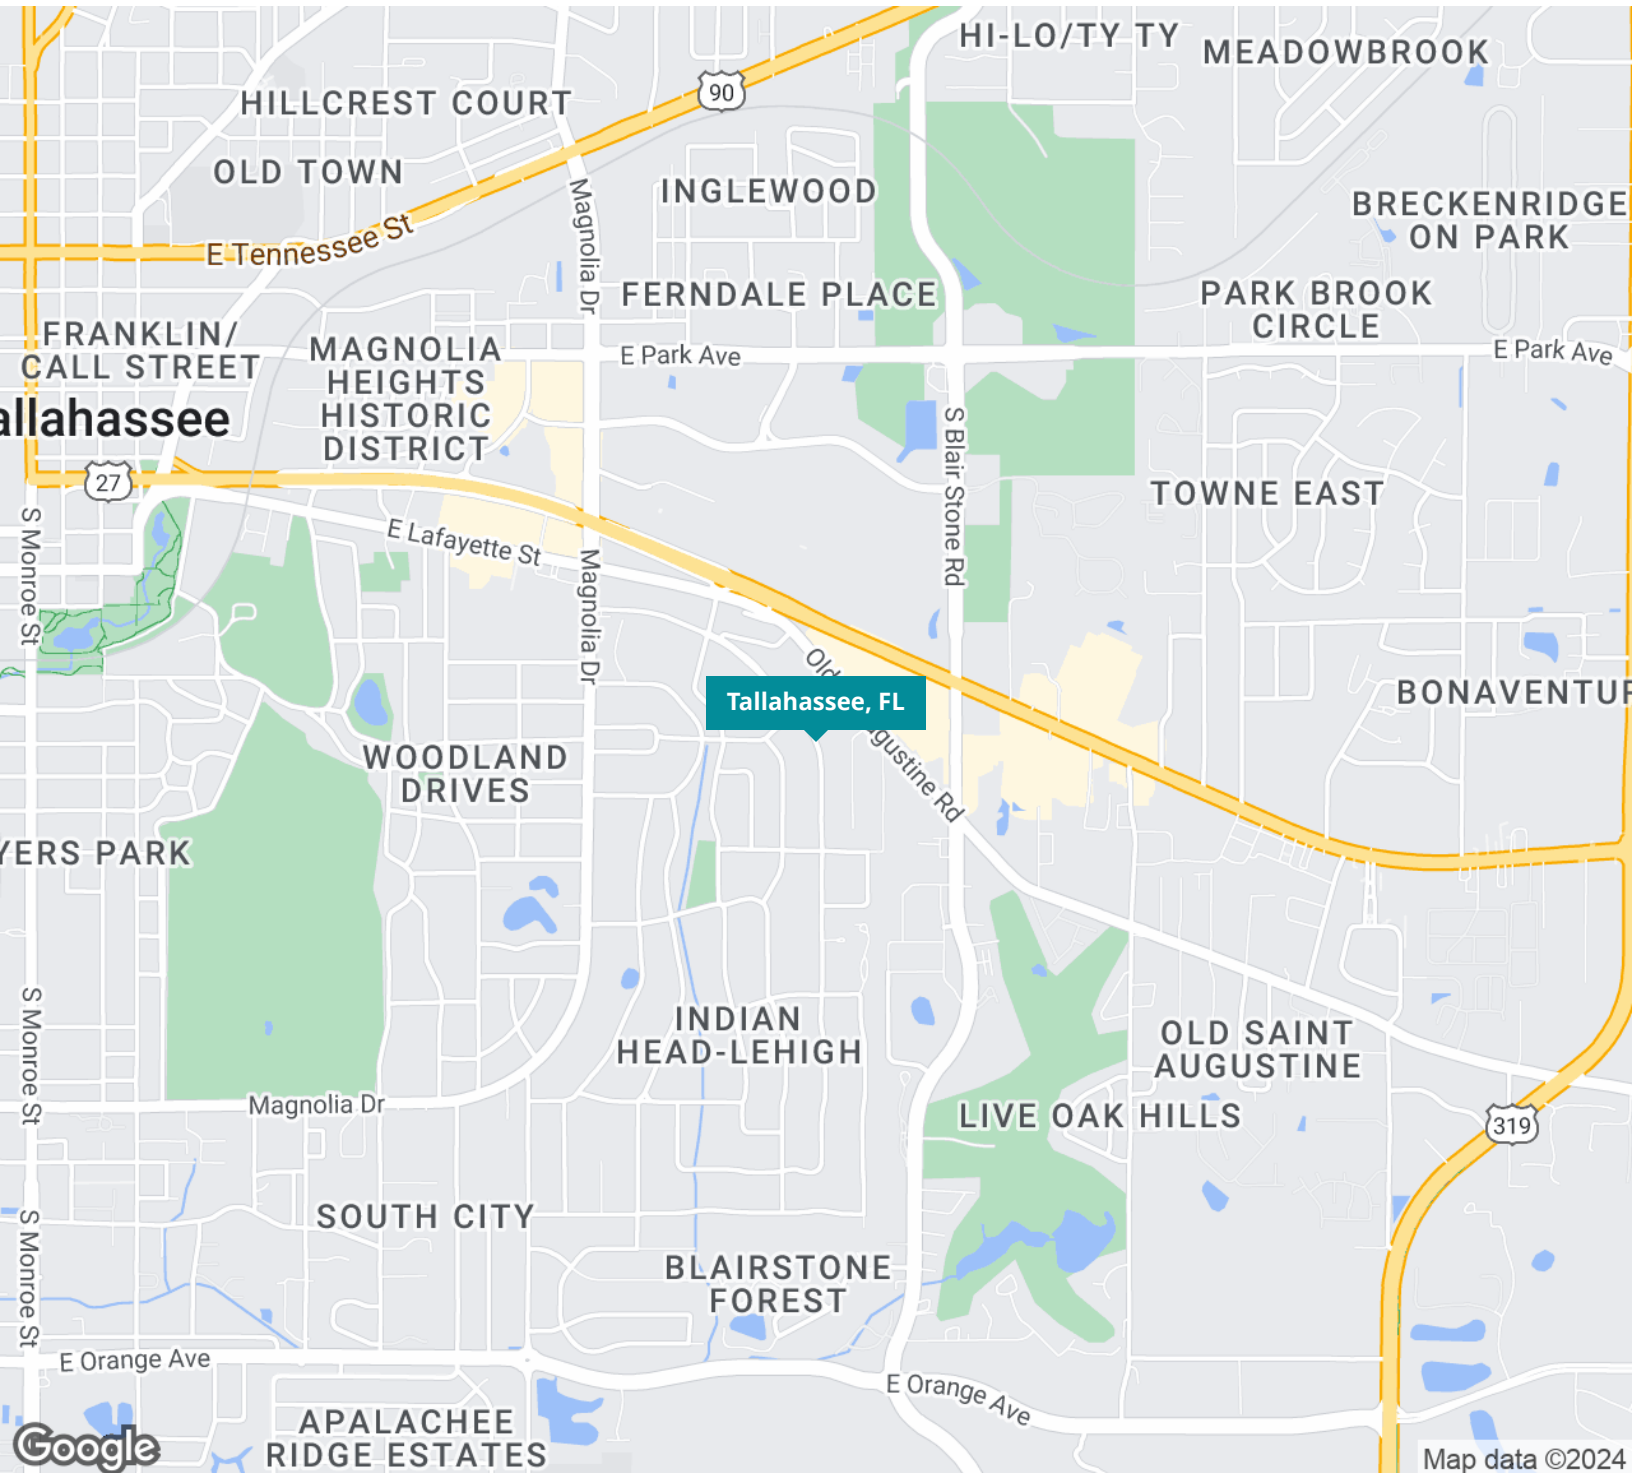 HI-LO/TY TY
MEADOWBROOK
90
HILLCREST COURT
OLD TOWN
INGLEWOOD
BRECKENRIDGE
ON PARK
Magnolia Dr
E Tennessee St
FERNDALE PLACE
PARK BROOK
CIRCLE
FRANKLIN/
CALL STREET
MAGNOLIA
HEIGHTS
HISTORIC
DISTRICT
E Park Ave
E Park Ave
allahassee
27
S Blair Stone Rd
TOWNE EAST
E Lafayette St
S Monroe St
Magnolia Dr
Old
gustine Rd
Tallahassee, FL
BONAVENTUR
WOODLAND
DRIVES
YERS PARK
INDIAN
HEAD-LEHIGH
OLD SAINT
AUGUSTINE
S Monroe St
Magnolia Dr
LIVE OAK HILLS
319
SOUTH CITY
S Monroe St
BLAIRSTONE
FOREST
E Orange Ave
E Orange Ave
APALACHEE
RIDGE ESTATES
Google
Map data ©2024